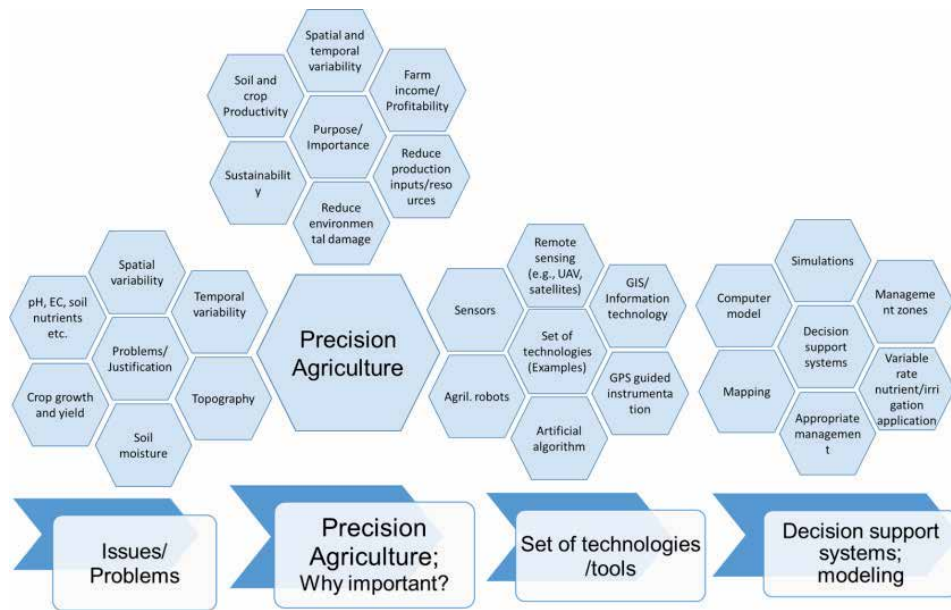 Spatial and
temporal
variability
Soil and
crop
Productivity
Farm
income/
Profitability
Purpose/
Importance
Sustainabilit
y
Reduce
production
inputs/reso
urces
Reduce
environmen
tal damage
Spatial
variability
pH, EC, soil
nutrients
etc.
Temporal
variability
Problems/
Justification
Crop growth
and yield
Topography
Soil
moisture
Precision
Agriculture
Remote
sensing
(e.g., UAV,
satellites)
Sensors
GIS/
Information
technology
Set of
technologies
(Examples)
Agril. robots
GPS guided
instrumenta
tion
Artificial
algorithm
Simulations
Computer
model
Manageme
nt zones
Decision
support
systems
Mapping
Variable
rate
nutrient/irri
gation
application
Appropriate
managemen
t
Issues/
Problems
Precision
Agriculture;
Why important?
Set of technologies
/tools
Decision support
systems;
modeling